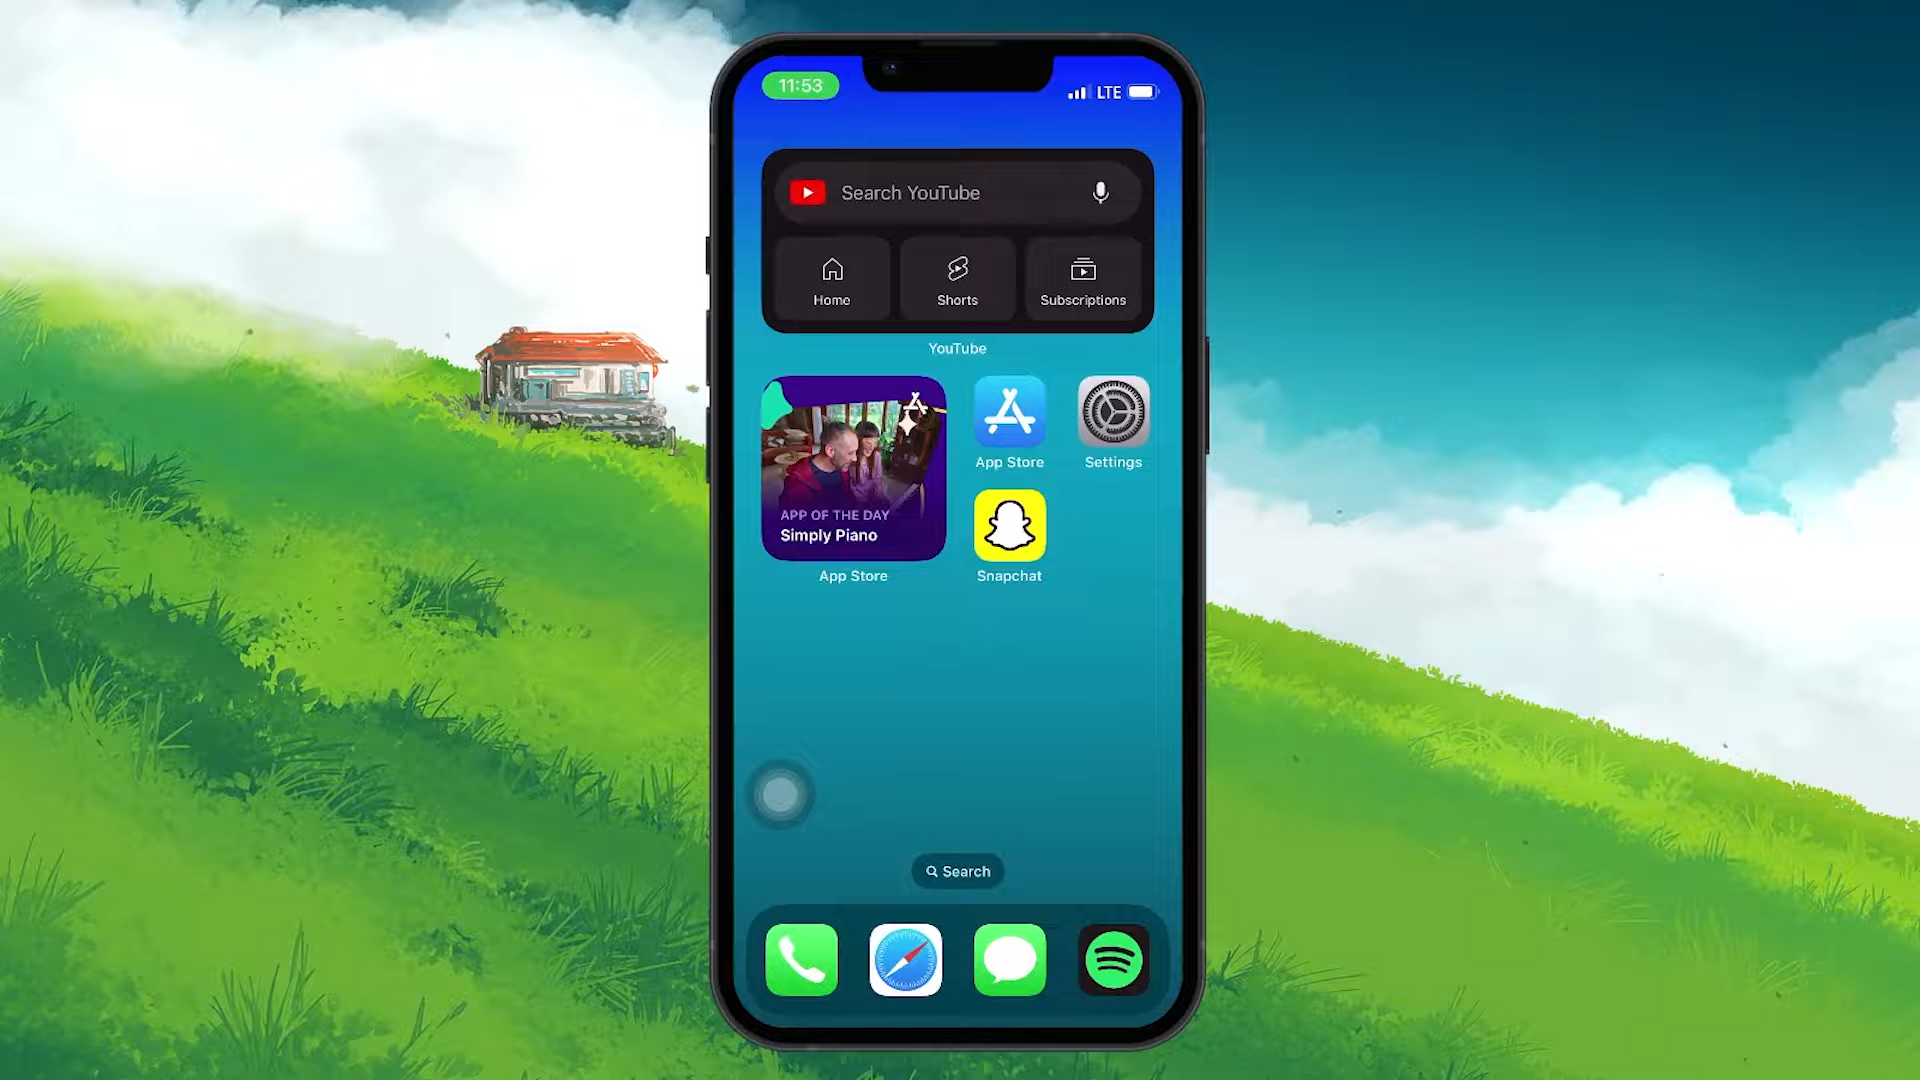 11:53
LTE
Search YouTube
Home
Shorts
Subscriptions
YouTube
APP OF THE DAY
Simply Piano
App Store
App Store
Settings
Snapchat
Search